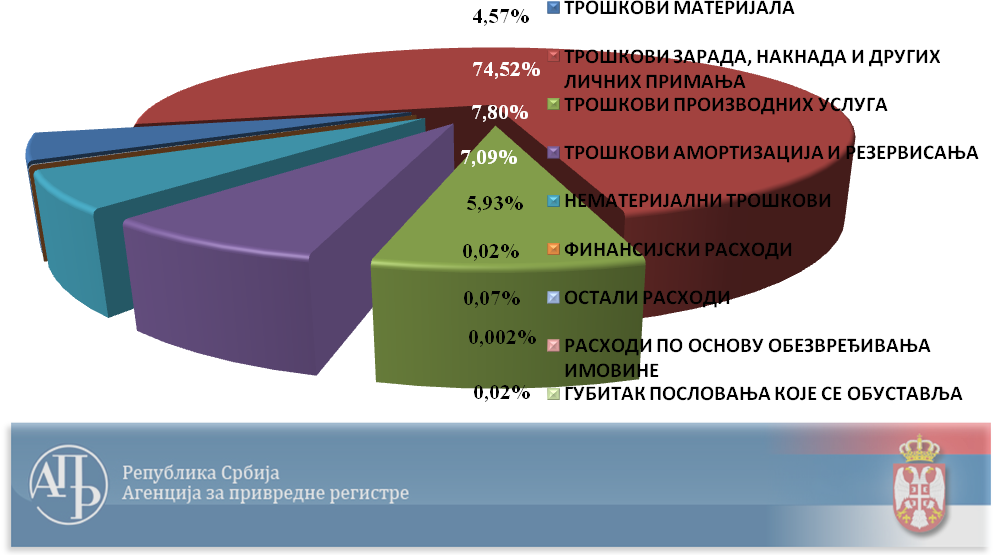 4,57% ТРОШКОВИ МАТЕРИЈАЛА
74,52% ТРОШКОВИ ЗАРАДА, НАКНАДА И ДРУГИХ
ЛИЧНИХ ПРИМАЊА
7,80% ТРОШКОВИ ПРОИЗВОДНИХ УСЛУГА
7,09% ТРОШКОВИ АМОРТИЗАЦИЈА И РЕЗЕРВИСАЊА
5,93% НЕМАТЕРИЈАЛНИ ТРОШКОВИ
0,02% ФИНАНСИЈСКИ РАСХОДИ
0,07% ОСТАЛИ РАСХОДИ
0,002% РАСХОДИ ПО ОСНОВУ ОБЕЗВРЕЂИВАЊА
ИМОВИНЕ
0,02% ГУБИТАК ПОСЛОВАЊА КОЈЕ СЕ ОБУСТАВЉА
АПР
Република Србија
Агенција за привредне регистре